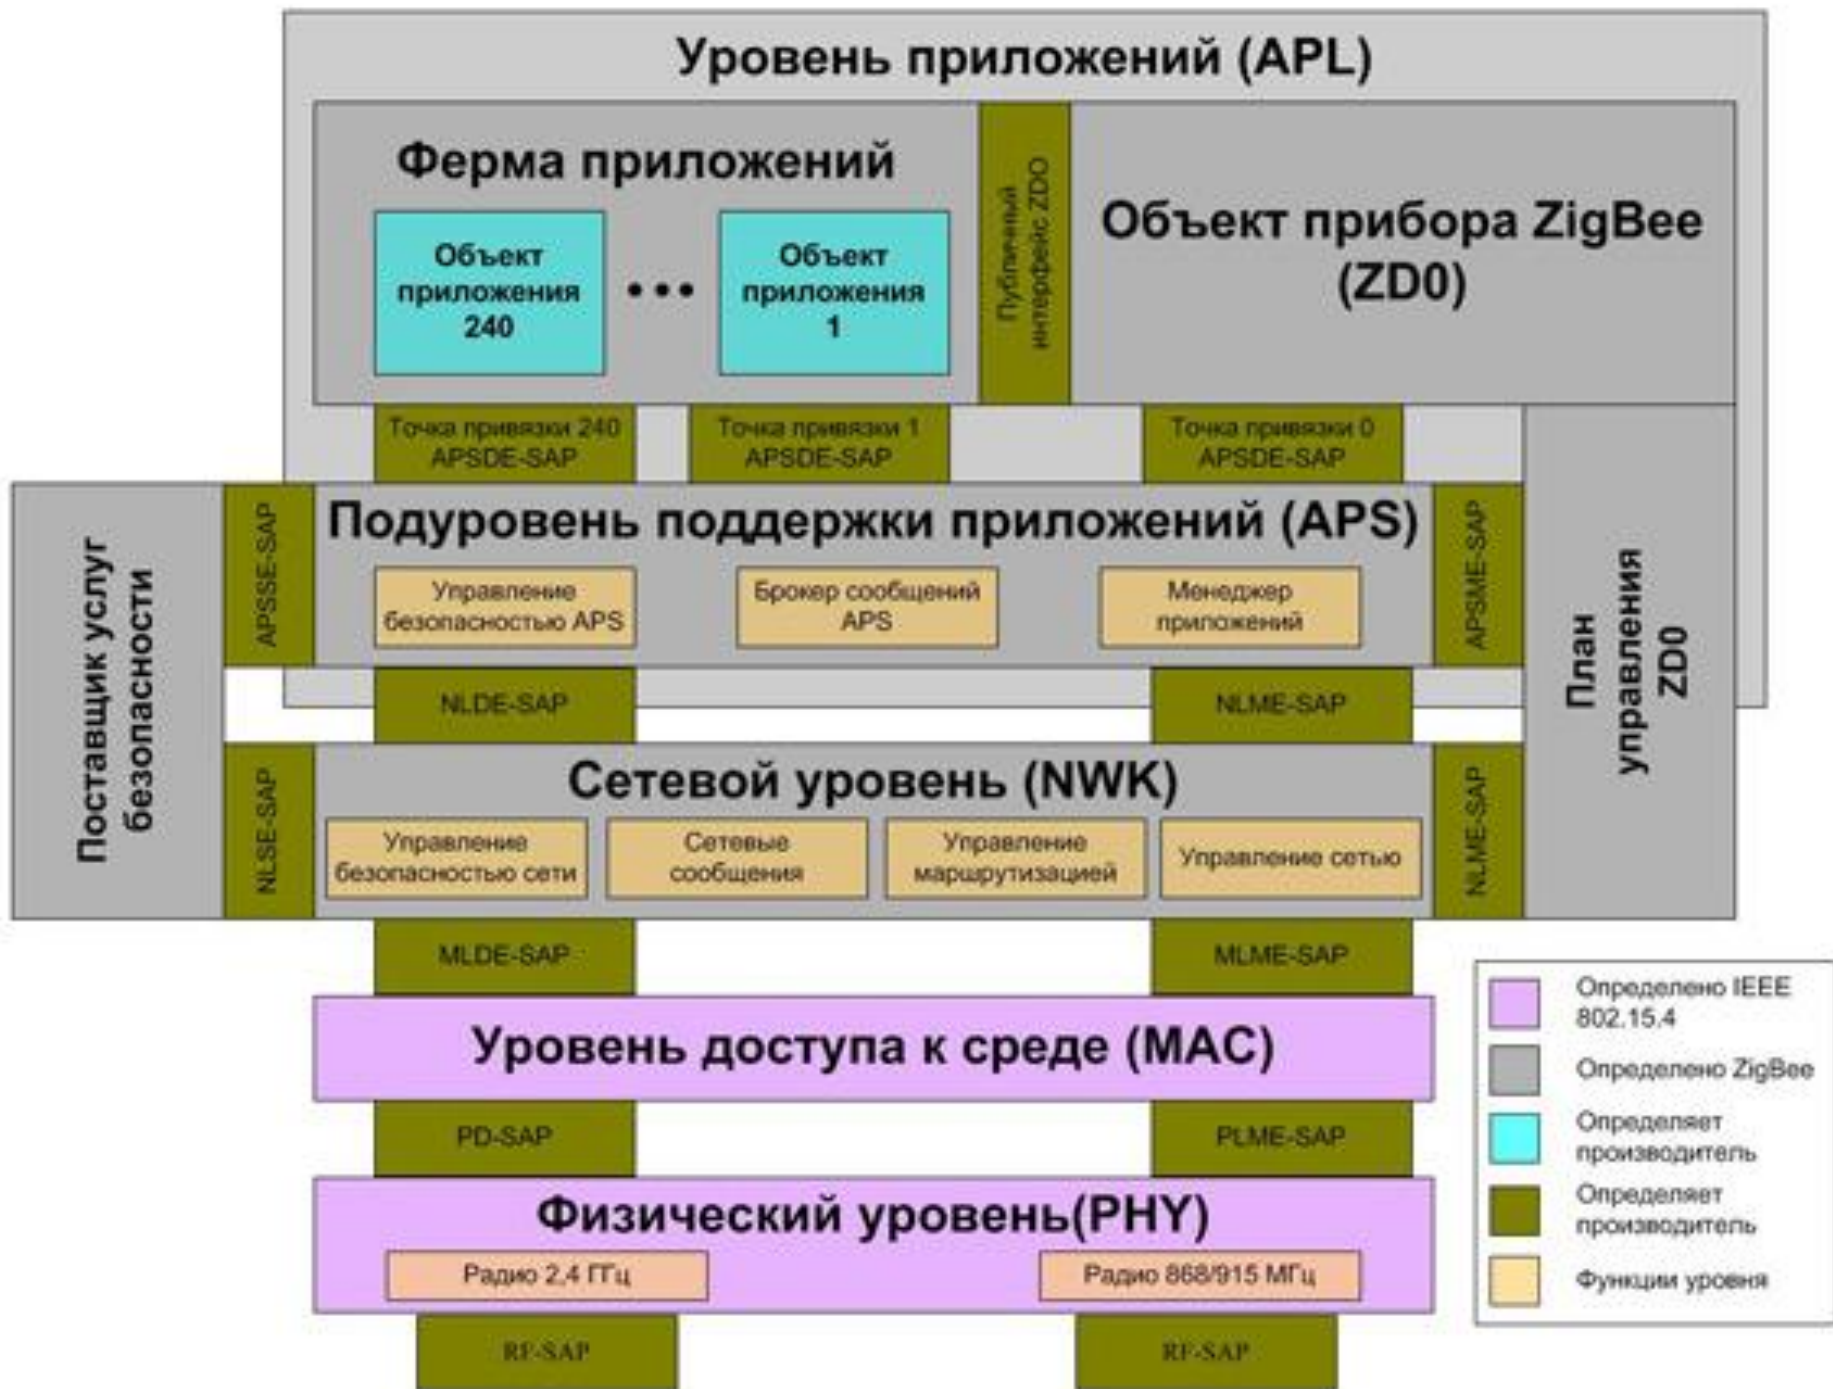 Уровень приложений (APL)
Ферма приложений
Объект
приложения
240
•••
Объект
приложения
1
Публичный
интерфейс ZDO
Объект прибора ZigBee
(ZD0)
Точка привязки 240
APSDE-SAP
Точка привязки 1
APSDE-SAP
Точка привязки 0
APSDE-SAP
Поставщик услуг
безопасности
APSSE-SAP
Подуровень поддержки приложений (APS)
Управление
безопасностью APS
Брокер сообщений
APS
Менеджер
приложений
APSME-SAP
План
управления
ZD0
NLDE-SAP
NLME-SAP
NLSE-SAP
Сетевой уровень (NWK)
Управление
безопасностью сети
Сетевые
сообщения
Управление
маршрутизацией
Управление сетью
NLME-SAP
MLDE-SAP
MLME-SAP
Уровень доступа к среде (MAC)
PD-SAP
PLME-SAP
Физический уровень(PHY)
Радио 2,4 ГГц
Радио 868/915 МГц
RF-SAP
RF-SAP
Определено IEEE
802.15.4
Определено ZigBee
Определяет
производитель
Определяет
производитель
Функции уровня